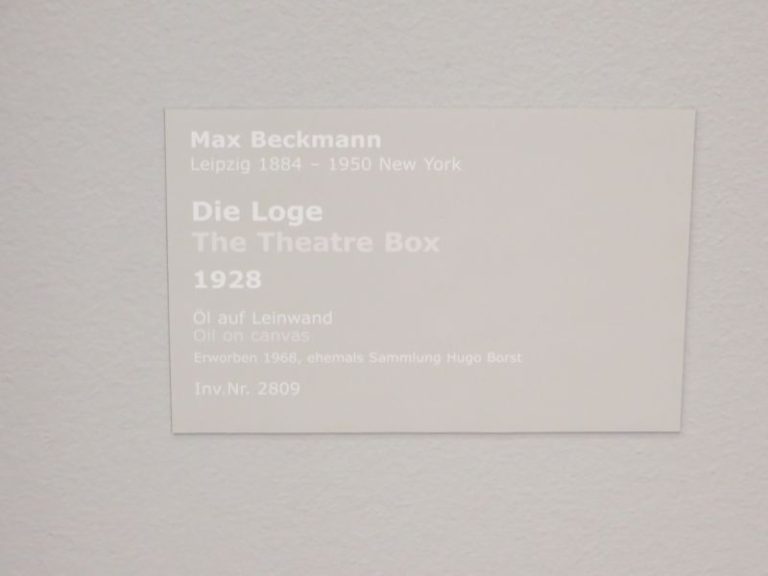 Max Beckmann
Leipzig 1884 – 1950 New York
Die Loge
The Theatre Box
1928
Öl auf Leinwand
Oil on canvas
Erworben 1968, ehemals Sammlung Hugo Borst
Inv.Nr. 2809